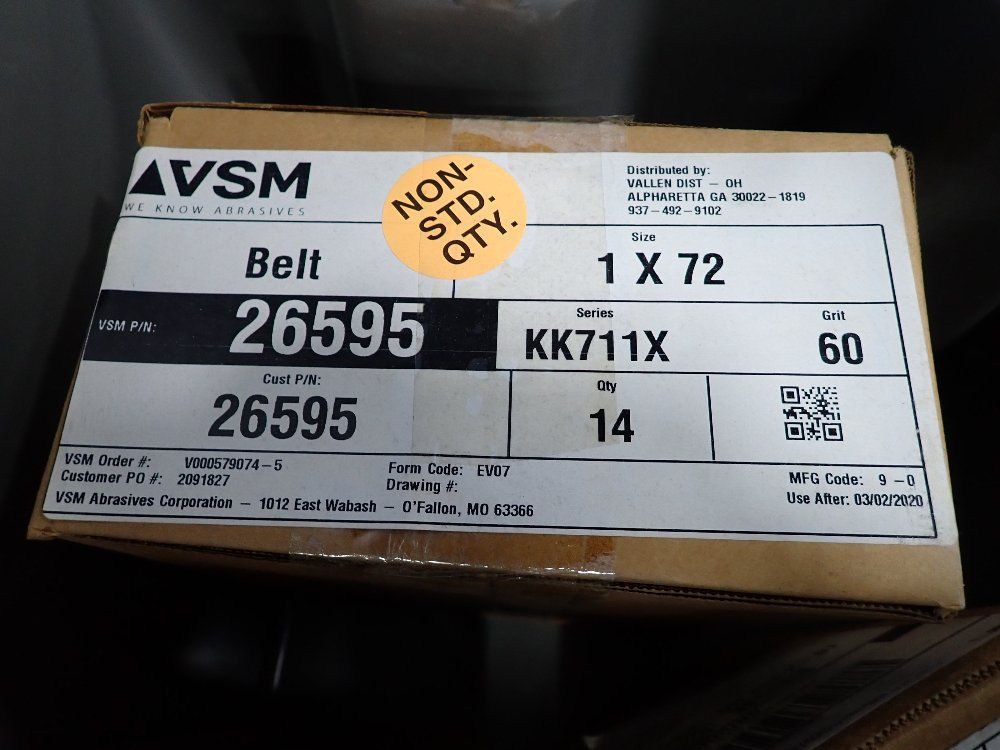 VSM
WE KNOW ABRASIVES
NON-
STD.
QTY.
Distributed by:
VALLEN DIST – OH
ALPHARETTA GA 30022-1819
937-492-9102
Belt
Size
1 X 72
VSM P/N:
26595
Series
KK711X
Grit
60
Cust P/N:
26595
Qty
14
VSM Order #: V000579074-5
Customer PO #: 2091827
Form Code: EV07
Drawing #:
MFG Code: 9 -0
Use After: 03/02/2020
VSM Abrasives Corporation – 1012 East Wabash – O'Fallon, MO 63366